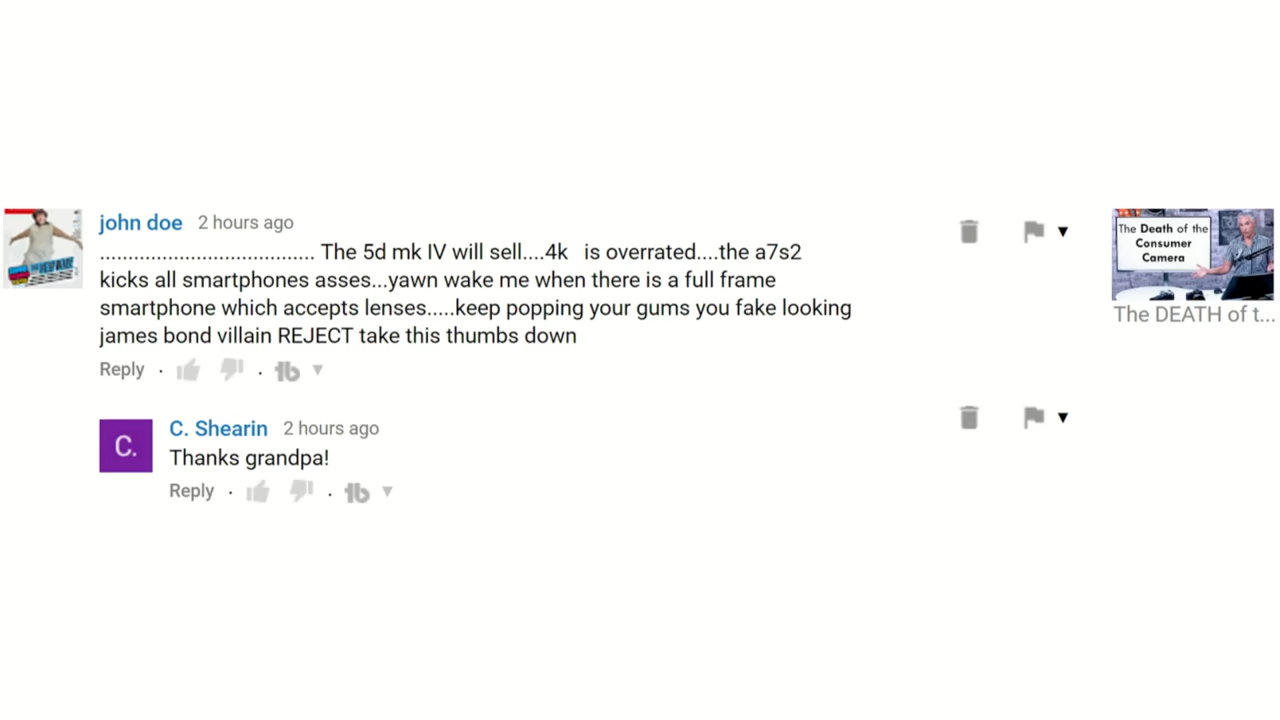 john doe 2 hours ago
..................................... The 5d mk IV will sell....4k is overrated....the a7s2
kicks all smartphones asses...yawn wake me when there is a full frame
smartphone which accepts lenses.....keep popping your gums you fake looking
james bond villain REJECT take this thumbs down
Reply · · tb
C. C. Shearin 2 hours ago
Thanks grandpa!
Reply · · tb
The Death of the
Consumer
Camera
The DEATH of t...